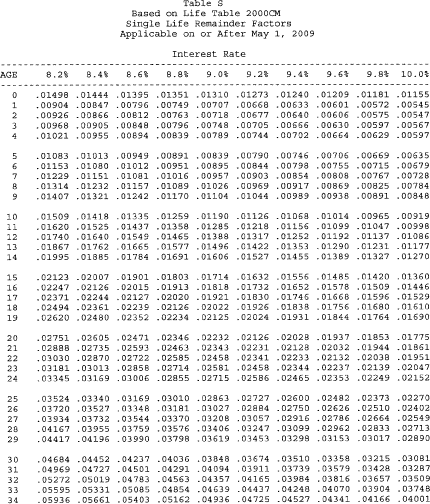 Table S
Based on Life Table 2000CM
Single Life Remainder Factors
Applicable on or After May 1, 2009
Interest Rate
AGE 8.2% 8.4% 8.6% 8.8% 9.0% 9.2% 9.4% 9.6% 9.8% 10.0%
0 .01498 .01444 .01395 .01351 .01310 .01273 .01240 .01209 .01181 .01155
1 .00904 .00847 .00796 .00749 .00707 .00668 .00633 .00601 .00572 .00545
2 .00926 .00866 .00812 .00763 .00718 .00677 .00640 .00606 .00575 .00547
3 .00968 .00905 .00848 .00796 .00748 .00705 .00666 .00630 .00597 .00567
4 .01021 .00955 .00894 .00839 .00789 .00744 .00702 .00664 .00629 .00597
5 .01083 .01013 .00949 .00891 .00839 .00790 .00746 .00706 .00669 .00635
6 .01153 .01080 .01012 .00951 .00895 .00844 .00798 .00755 .00715 .00679
7 .01229 .01151 .01081 .01016 .00957 .00903 .00854 .00808 .00767 .00728
8 .01314 .01232 .01157 .01089 .01026 .00969 .00917 .00869 .00825 .00784
9 .01407 .01321 .01242 .01170 .01104 .01044 .00989 .00938 .00891 .00848
10 .01509 .01418 .01335 .01259 .01190 .01126 .01068 .01014 .00965 .00919
11 .01620 .01525 .01437 .01358 .01285 .01218 .01156 .01099 .01047 .00998
12 .01740 .01640 .01549 .01465 .01388 .01317 .01252 .01192 .01137 .01086
13 .01867 .01762 .01665 .01577 .01496 .01422 .01353 .01290 .01231 .01177
14 .01995 .01885 .01784 .01691 .01606 .01527 .01455 .01389 .01327 .01270
15 .02123 .02007 .01901 .01803 .01714 .01632 .01556 .01485 .01420 .01360
16 .02247 .02126 .02015 .01913 .01818 .01732 .01652 .01578 .01509 .01446
17 .02371 .02244 .02127 .02020 .01921 .01830 .01746 .01668 .01596 .01529
18 .02494 .02361 .02239 .02126 .02022 .01926 .01838 .01756 .01680 .01610
19 .02620 .02480 .02352 .02234 .02125 .02024 .01931 .01844 .01764 .01690
20 .02751 .02605 .02471 .02346 .02232 .02126 .02028 .01937 .01853 .01775
21 .02888 .02735 .02593 .02463 .02343 .02231 .02128 .02032 .01944 .01861
22 .03030 .02870 .02722 .02585 .02458 .02341 .02233 .02132 .02038 .01951
23 .03181 .03013 .02858 .02714 .02581 .02458 .02344 .02237 .02139 .02047
24 .03345 .03169 .03006 .02855 .02715 .02586 .02465 .02353 .02249 .02152
25 .03524 .03340 .03169 .03010 .02863 .02727 .02600 .02482 .02373 .02270
26 .03720 .03527 .03348 .03181 .03027 .02884 .02750 .02626 .02510 .02402
27 .03934 .03732 .03544 .03370 .03208 .03057 .02916 .02786 .02664 .02549
28 .04167 .03955 .03759 .03576 .03406 .03247 .03099 .02962 .02833 .02713
29 .04417 .04196 .03990 .03798 .03619 .03453 .03298 .03153 .03017 .02890
30 .04684 .04452 .04237 .04036 .03848 .03674 .03510 .03358 .03215 .03081
31 .04969 .04727 .04501 .04291 .04094 .03911 .03739 .03579 .03428 .03287
32 .05272 .05019 .04783 .04563 .04357 .04165 .03984 .03816 .03657 .03509
33 .05595 .05331 .05085 .04854 .04639 .04437 .04248 .04070 .03904 .03748
34 .05936 .05661 .05403 .05162 .04936 .04725 .04527 .04341 .04166 .04001